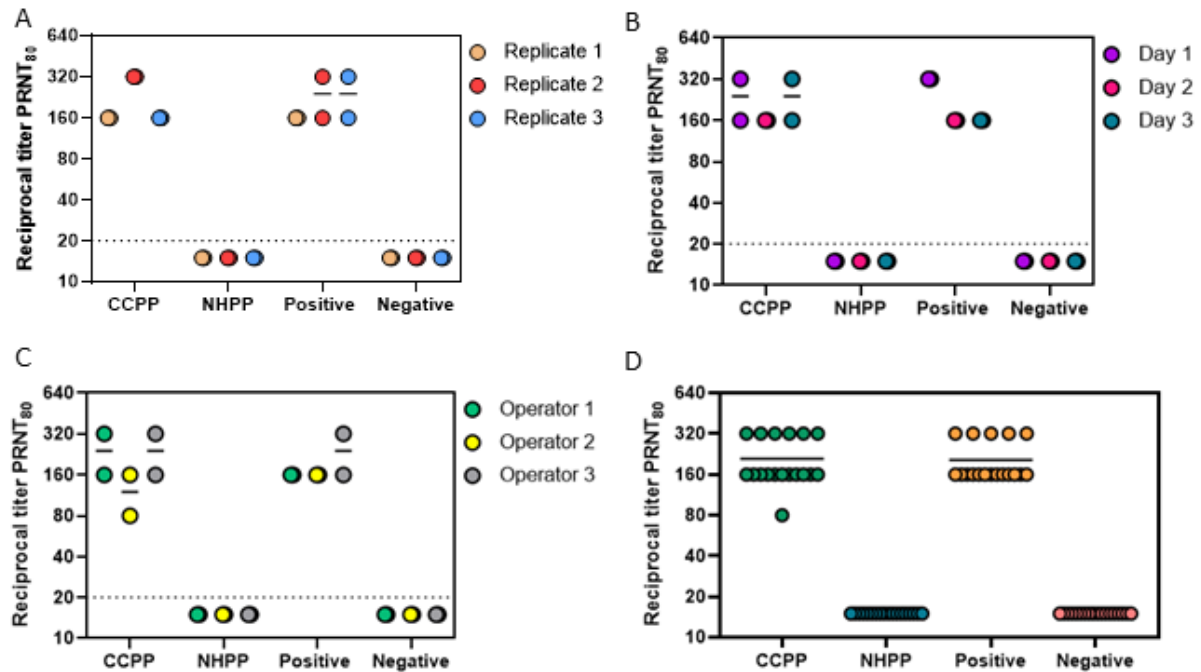 A
Reciprocal titer PRNT80
640
320
160
80
40
20
10
CCPP NHPP Positive Negative
Replicate 1
Replicate 2
Replicate 3
B
Reciprocal titer PRNT80
640
320
160
80
40
20
10
CCPP NHPP Positive Negative
Day 1
Day 2
Day 3
C
Reciprocal titer PRNT80
640
320
160
80
40
20
10
CCPP NHPP Positive Negative
Operator 1
Operator 2
Operator 3
D
Reciprocal titer PRNT80
640
320
160
80
40
20
10
CCPP NHPP Positive Negative